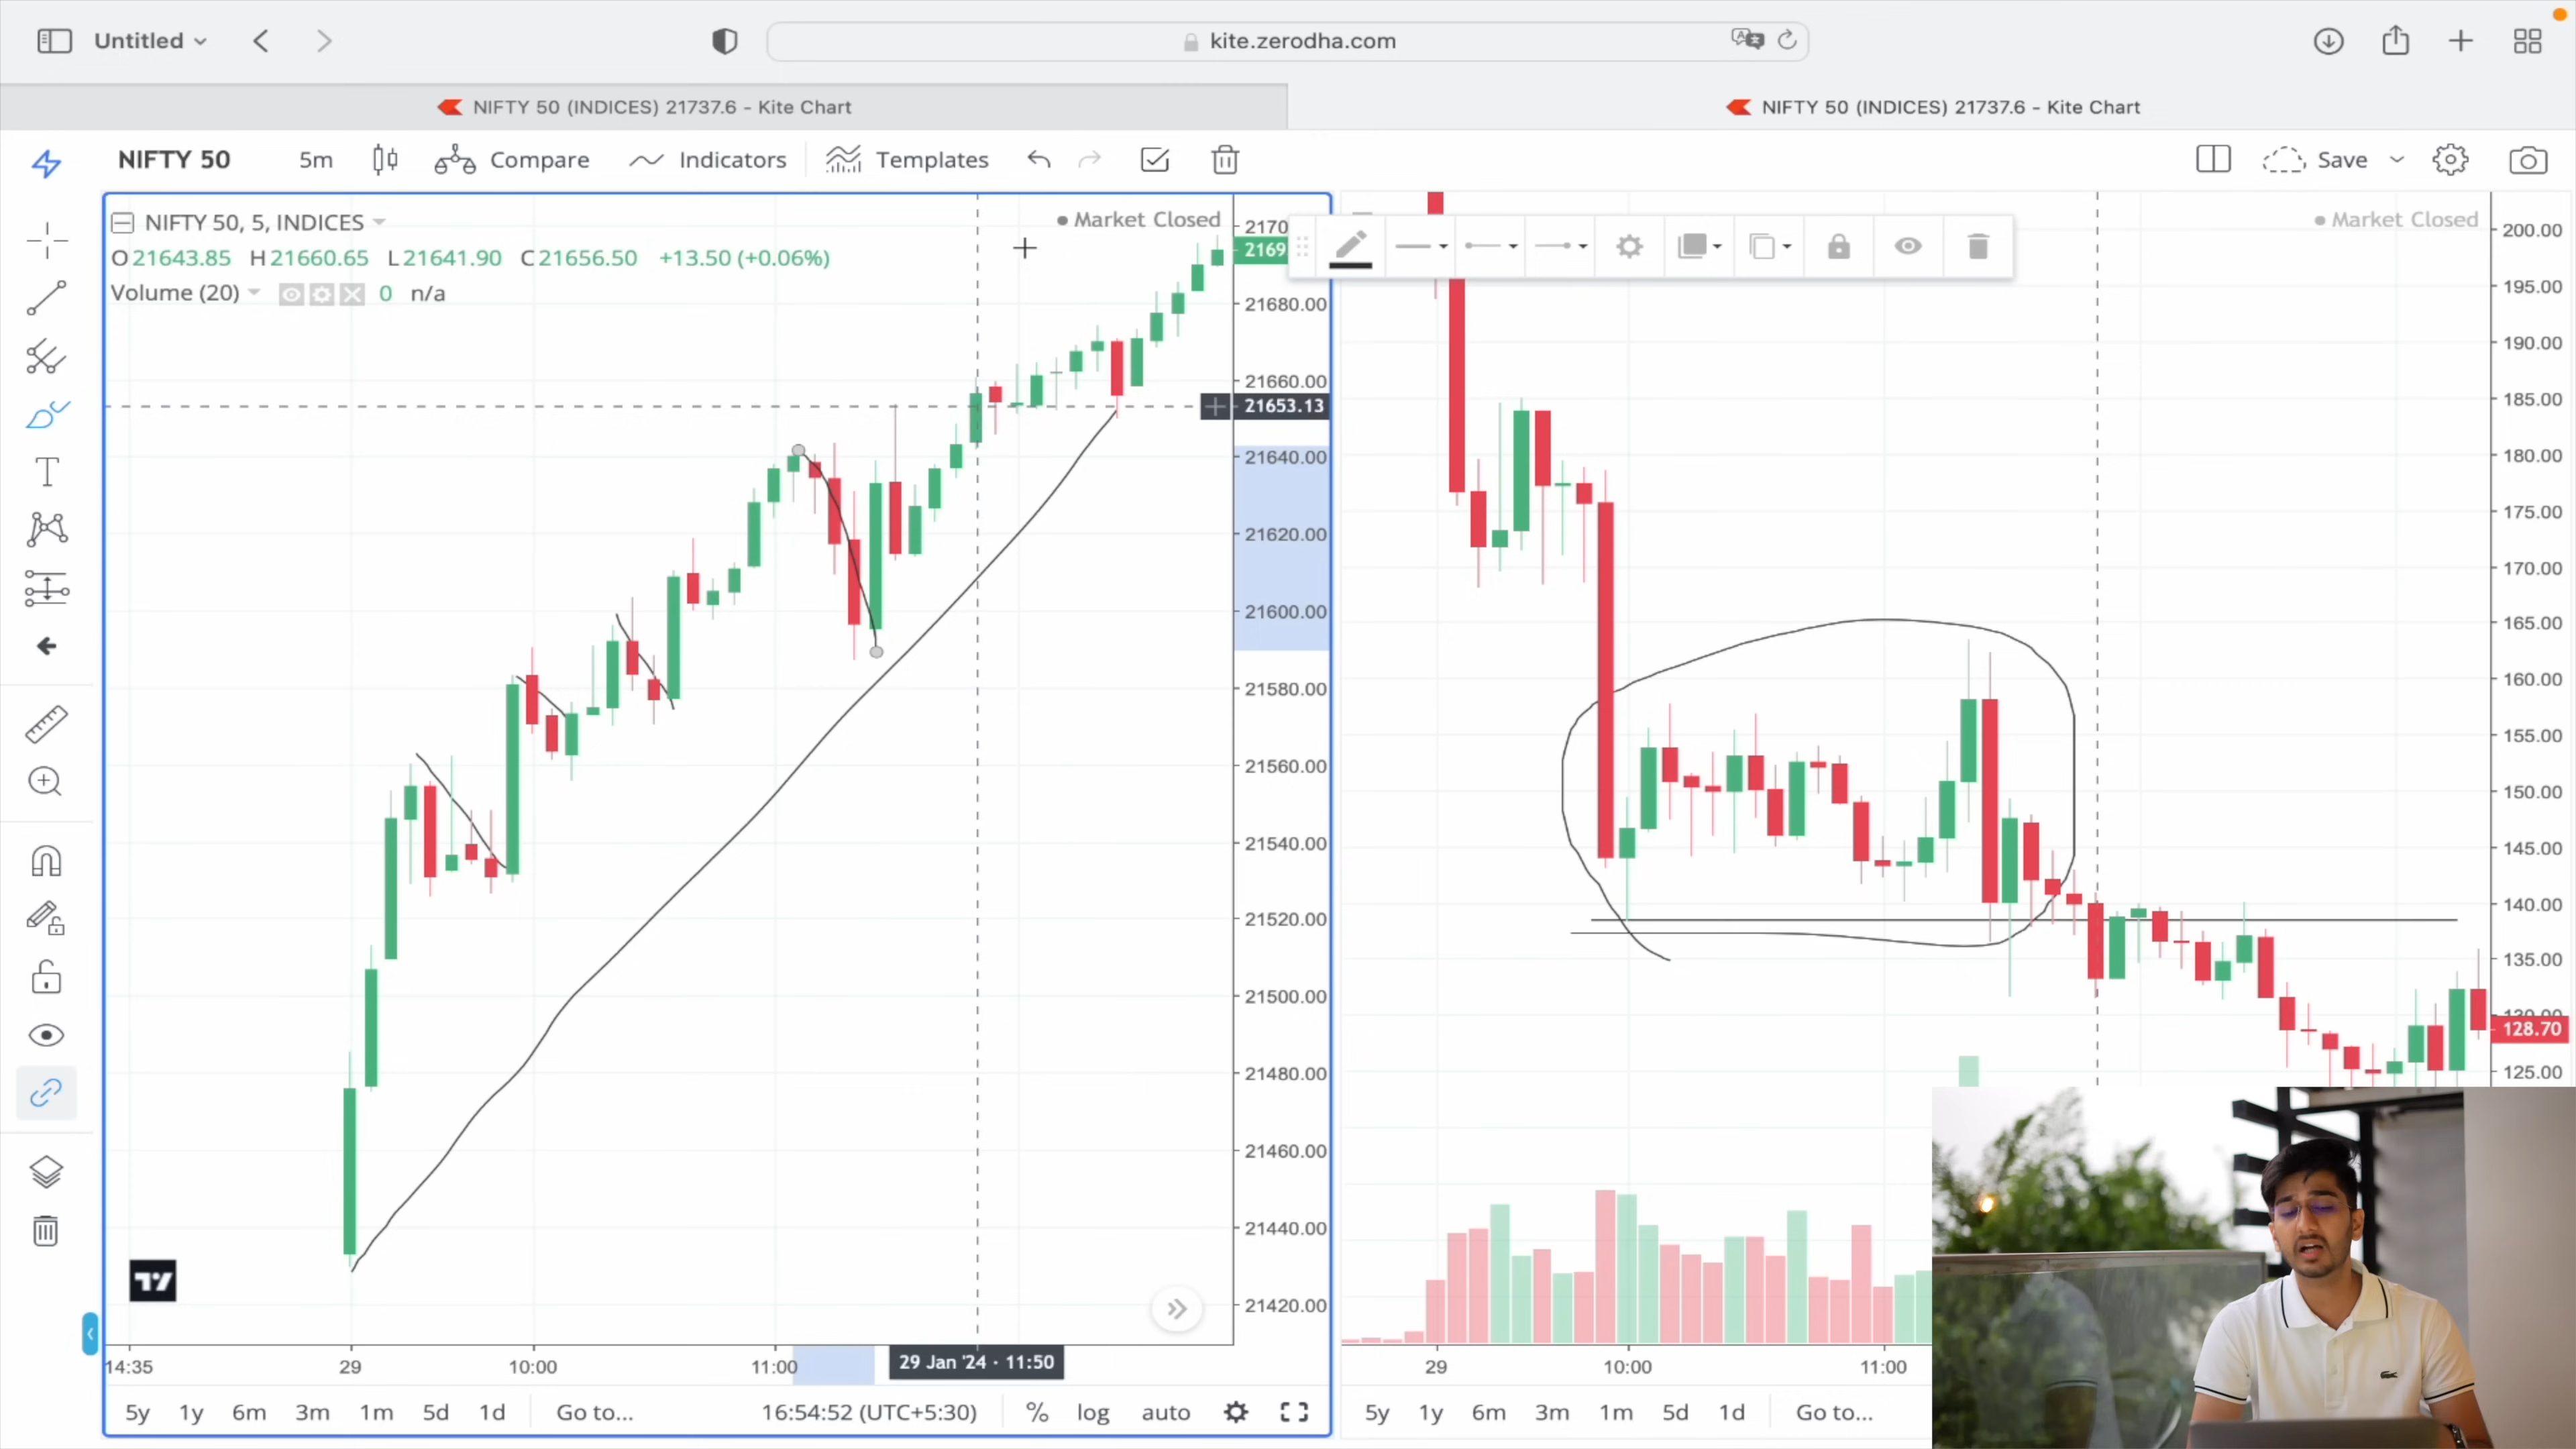 Untitled
kite.zerodha.com
NIFTY 50 (INDICES) 21737.6 - Kite Chart
NIFTY 50 (INDICES) 21737.6 - Kite Chart
NIFTY 50 5m Compare Indicators Templates Save
NIFTY 50, 5, INDICES Market Closed
O21643.85 H21660.65 L21641.90 C21656.50 +13.50 (+0.06%)
Volume (20) 0 n/a
2170
2169
21680.00
21660.00
21653.13
21640.00
21620.00
21600.00
21580.00
21560.00
21540.00
21520.00
21500.00
21480.00
21460.00
21440.00
21420.00
14:35 29 10:00 11:00 29 Jan '24 · 11:50
5y 1y 6m 3m 1m 5d 1d Go to... 16:54:52 (UTC+5:30) % log auto
Market Closed
200.00
195.00
190.00
185.00
180.00
175.00
170.00
165.00
160.00
155.00
150.00
145.00
140.00
135.00
128.70
125.00
29 10:00 11:00
5y 1y 6m 3m 1m 5d 1d Go to...